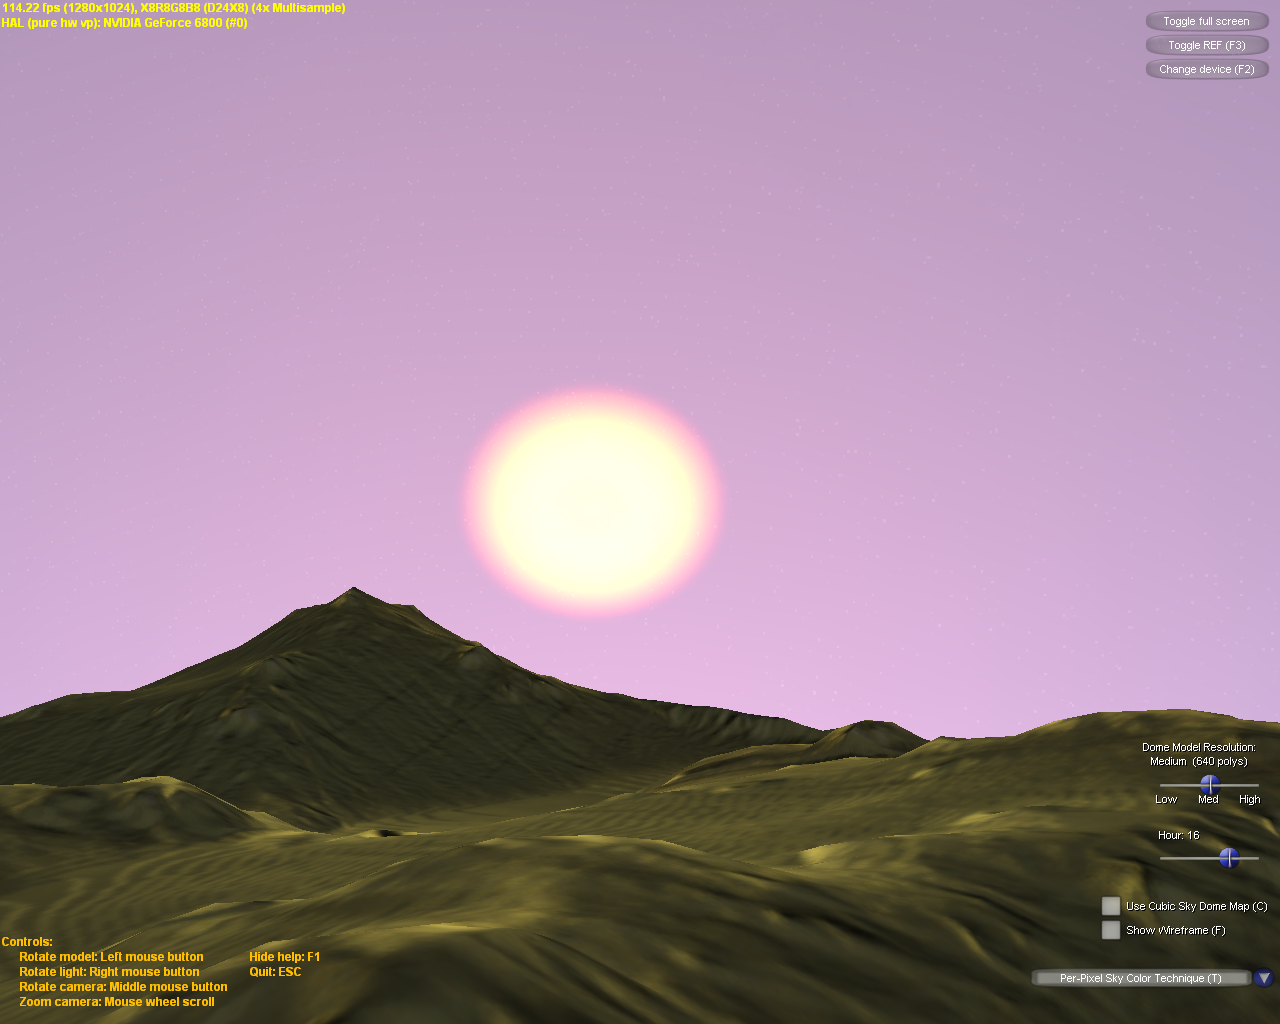 114.22 fps (1280x1024), X8R8G8B8 (D24X8) (4x Multisample)
HAL (pure hw vp): NVIDIA GeForce 6800 (#0)
Toggle full screen
Toggle REF (F3)
Change device (F2)
Dome Model Resolution:
Medium (640 polys)
Low Med High
Hour: 16
Use Cubic Sky Dome Map (C)
Show Wireframe (F)
Per-Pixel Sky Color Technique (T)
Controls:
Rotate model: Left mouse button
Rotate light: Right mouse button
Rotate camera: Middle mouse button
Zoom camera: Mouse wheel scroll
Hide help: F1
Quit: ESC